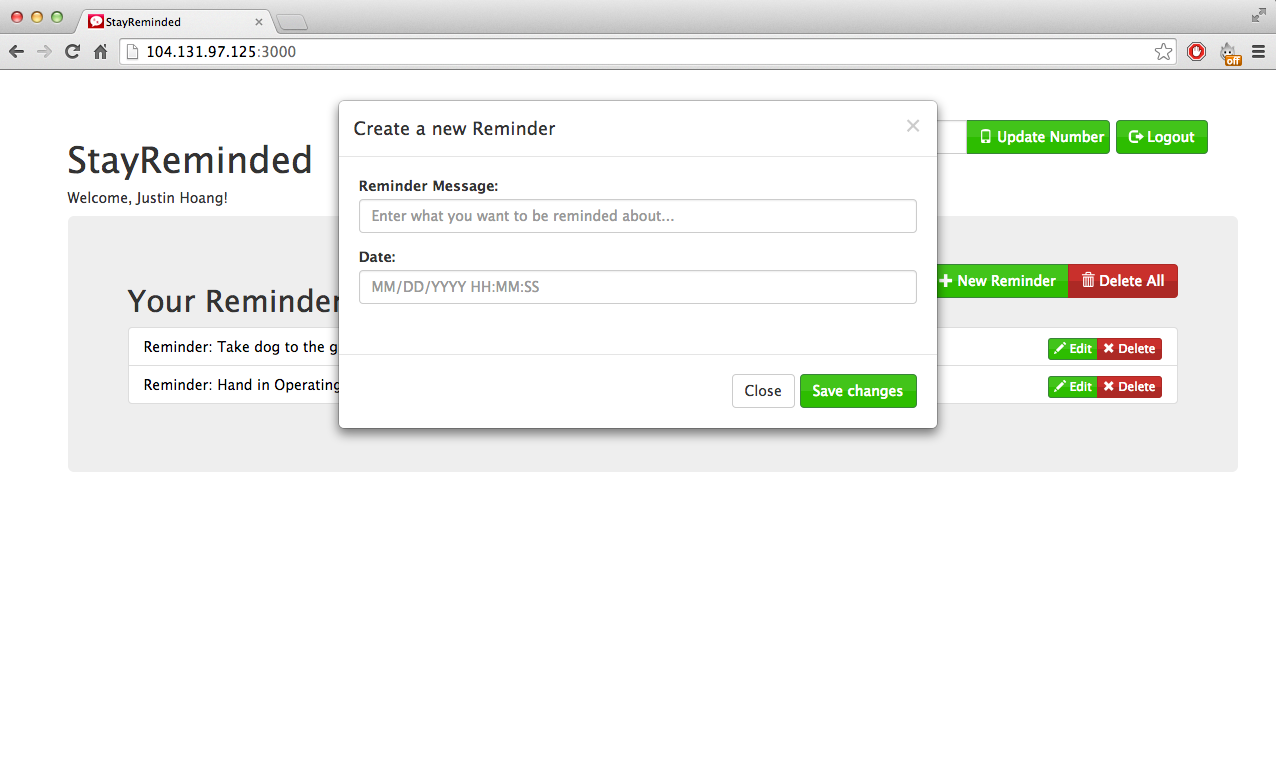 StayReminded
104.131.97.125:3000
off
Create a new Reminder
Update Number
Logout
StayReminded
Welcome, Justin Hoang!
Reminder Message:
Enter what you want to be reminded about...
Date:
MM/DD/YYYY HH:MM:SS
Your Reminder
New Reminder
Delete All
Reminder: Take dog to the g
Edit
Delete
Reminder: Hand in Operating
Edit
Delete
Close
Save changes